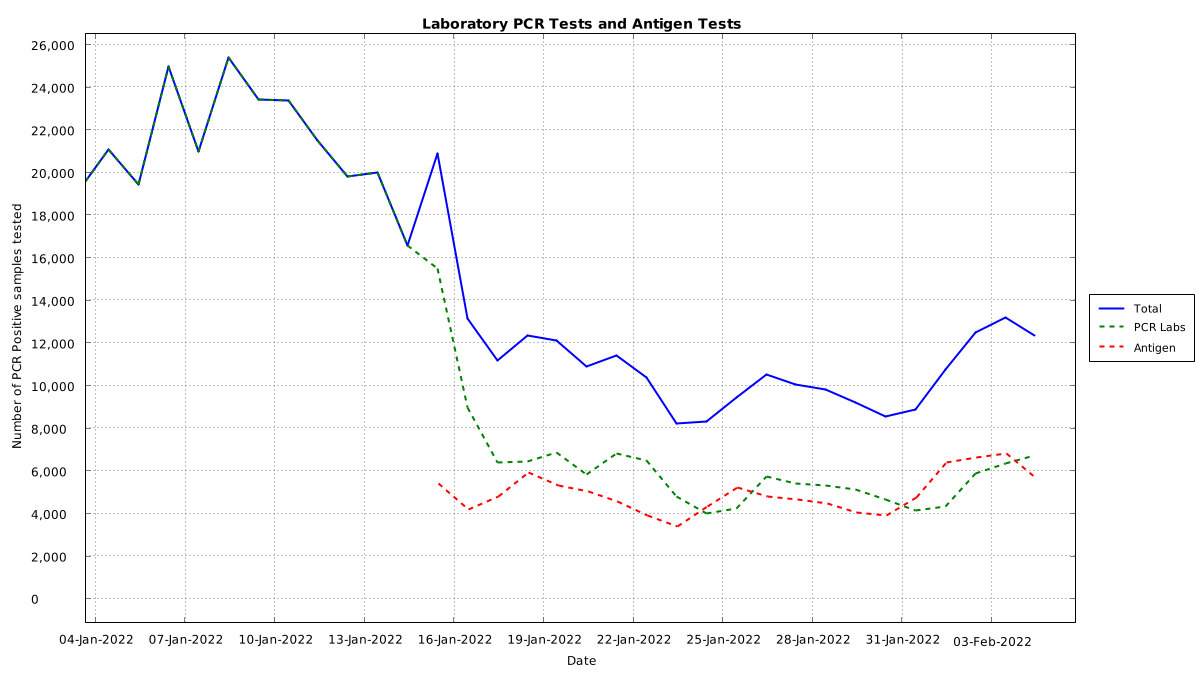 Laboratory PCR Tests and Antigen Tests
26,000
24,000
22,000
20,000
18,000
16,000
14,000
12,000
10,000
8,000
6,000
4,000
2,000
0
Number of PCR Positive samples tested
04-Jan-2022 07-Jan-2022 10-Jan-2022 13-Jan-2022 16-Jan-2022 19-Jan-2022 22-Jan-2022 25-Jan-2022 28-Jan-2022 31-Jan-2022 03-Feb-2022
Date
Total
PCR Labs
Antigen